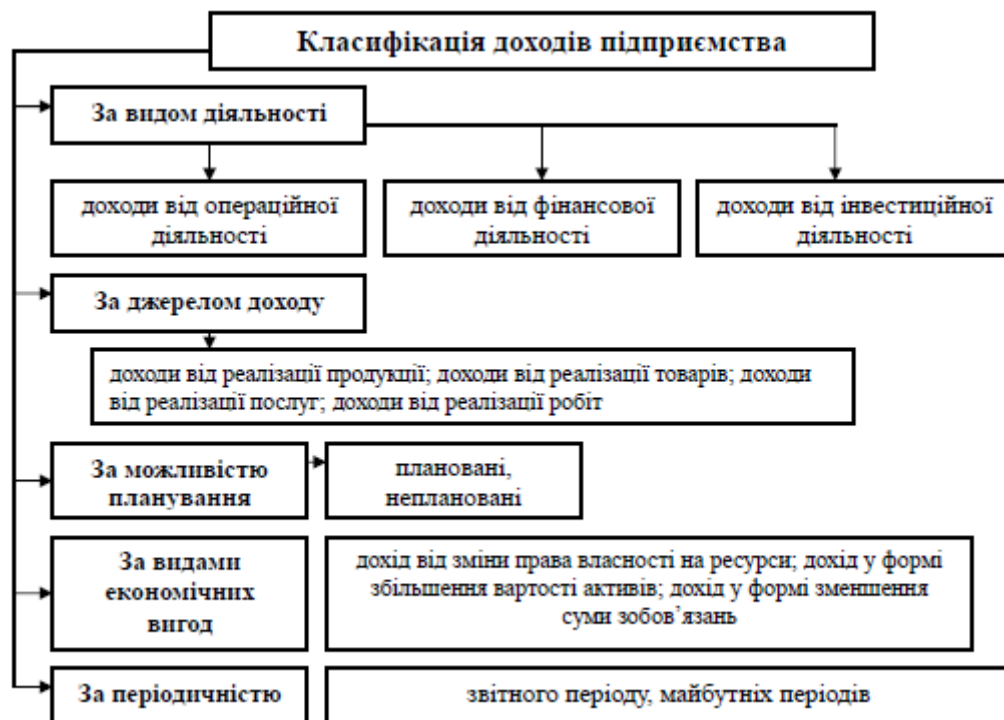 Класифікація доходів підприємства
За видом діяльності
доходи від операційної
діяльності
доходи від фінансової
діяльності
доходи від інвестиційної
діяльності
За джерелом доходу
доходи від реалізації продукції; доходи від реалізації товарів; доходи
від реалізації послуг; доходи від реалізації робіт
За можливістю
планування
плановані,
неплановані
За видами
економічних
вигод
дохід від зміни права власності на ресурси; дохід у формі
збільшення вартості активів; дохід у формі зменшення
суми зобов’язань
За періодичністю
звітного періоду, майбутніх періодів